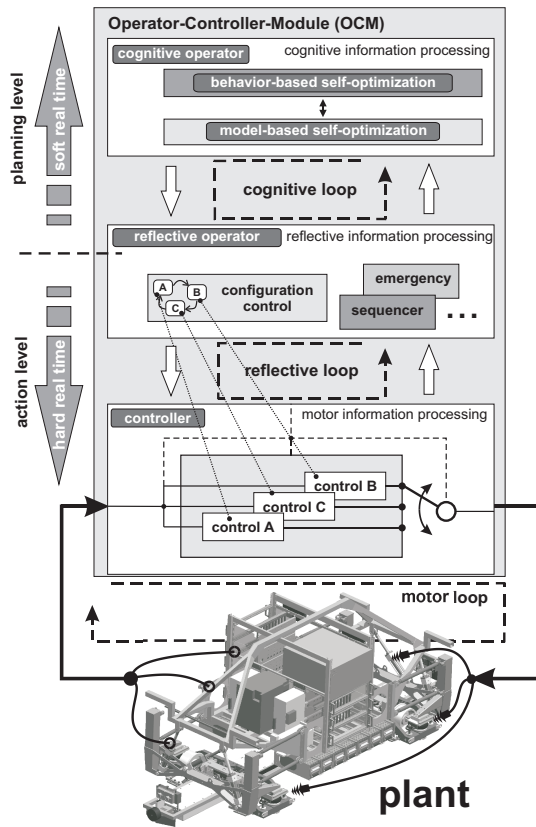 Operator-Controller-Module (OCM)
cognitive operator
cognitive information processing
behavior-based self-optimization
model-based self-optimization
planning level
soft real time
cognitive loop
reflective operator
reflective information processing
A
B
C
configuration
control
emergency
sequencer
...
action level
hard real time
reflective loop
controller
motor information processing
control B
control C
control A
motor loop
plant